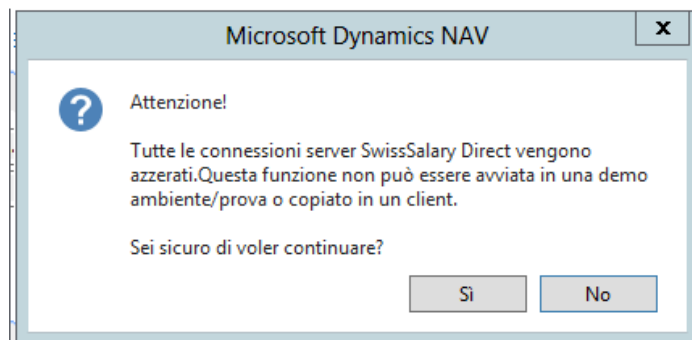 Microsoft Dynamics NAV
x
?
Attenzione!
Tutte le connessioni server SwissSalary Direct vengono
azzerati.Questa funzione non può essere avviata in una demo
ambiente/prova o copiato in un client.
Sei sicuro di voler continuare?
Sì
No